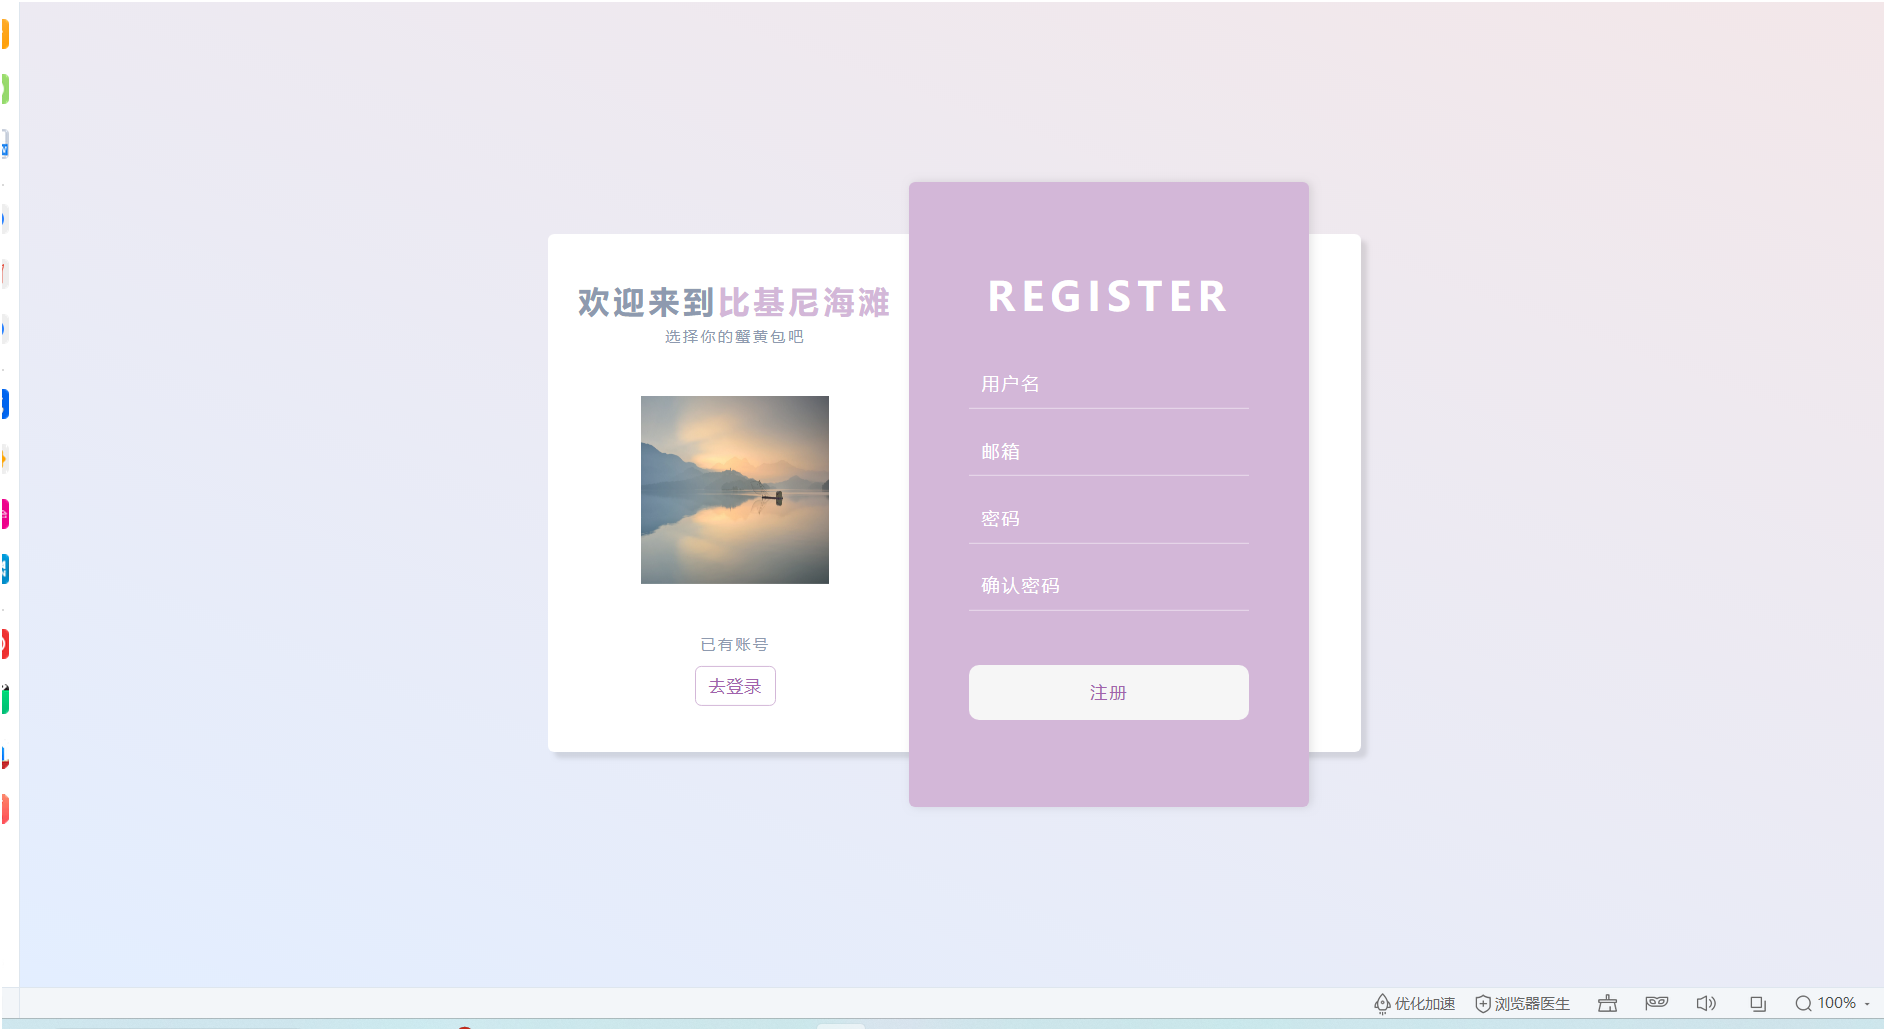 欢迎来到比基尼海滩
选择你的蟹黄包吧
已有账号
去登录
REGISTER
用户名
邮箱
密码
确认密码
注册
优化加速 浏览器医生 100%